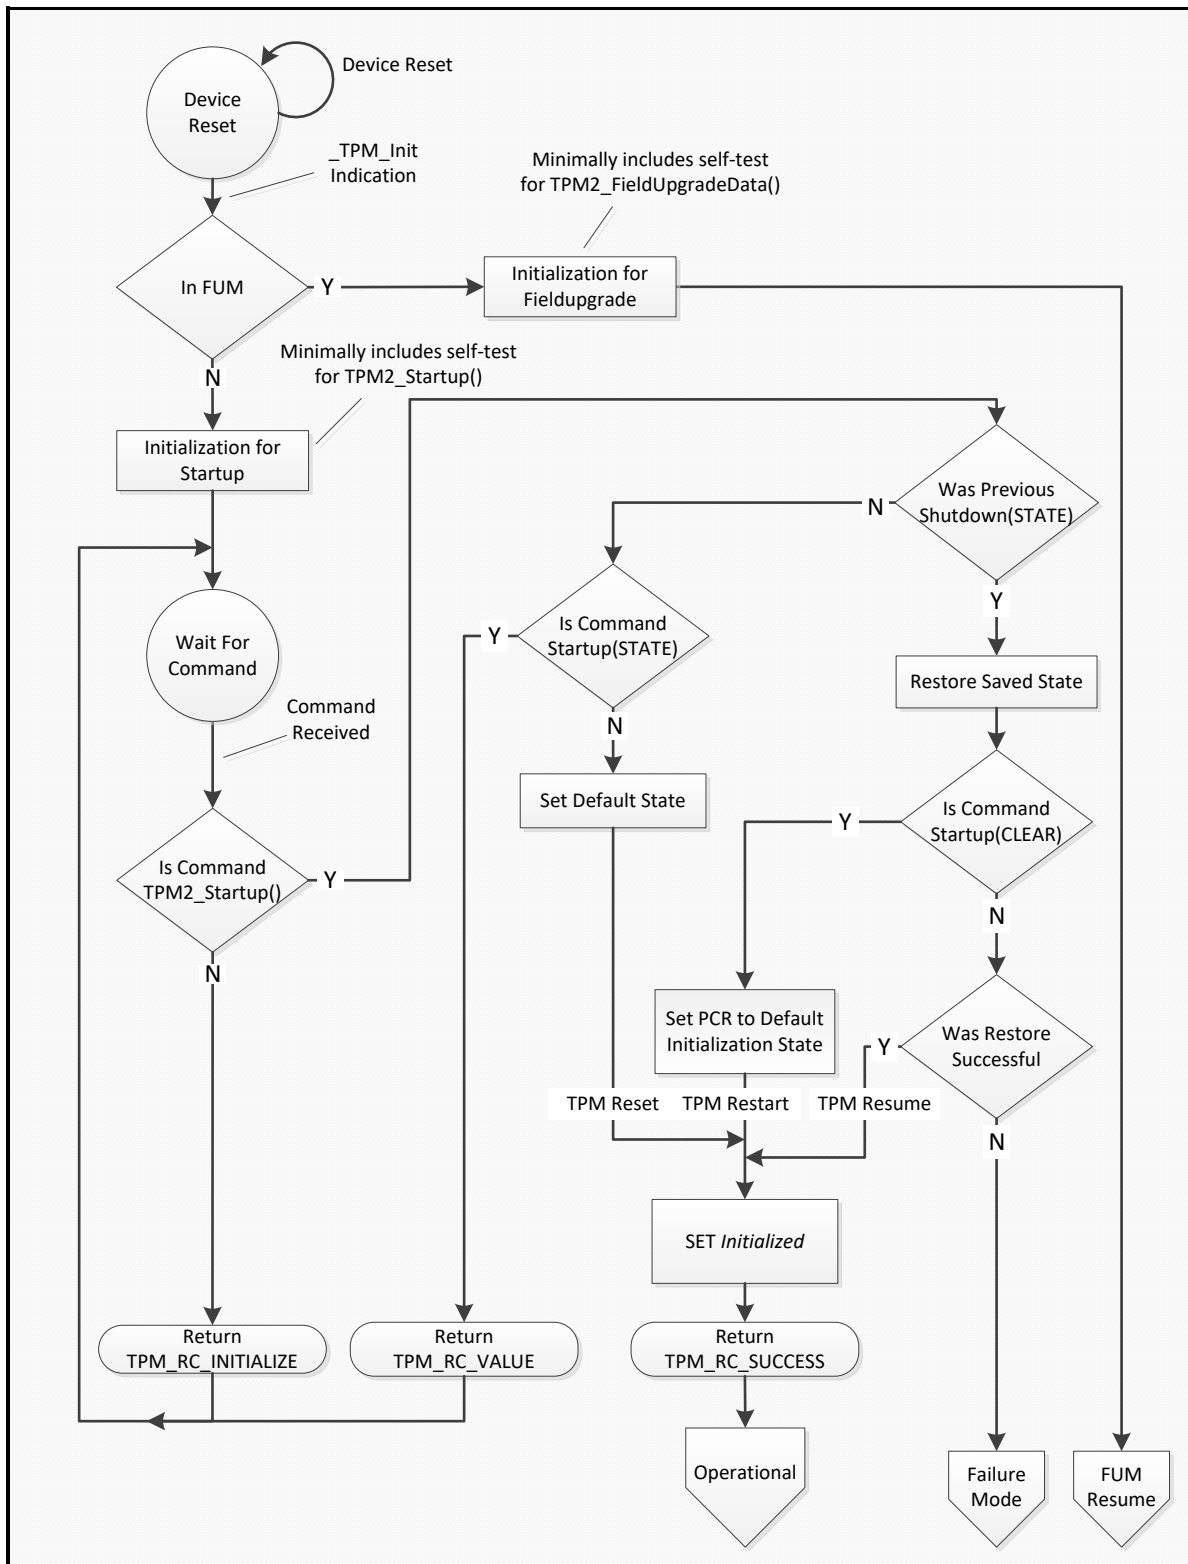 Device Reset
Device
Reset
_TPM_Init
Indication
Minimally includes self-test
for TPM2_FieldUpgradeData()
In FUM
Y
Initialization for
Fieldupgrade
N
Minimally includes self-test
for TPM2_Startup()
Initialization for
Startup
Was Previous
Shutdown(STATE)
N
Y
Is Command
Startup(STATE)
Y
N
Wait For
Command
Restore Saved State
Command
Received
Set Default State
Is Command
Startup(CLEAR)
Y
N
Is Command
TPM2_Startup()
Y
N
Set PCR to Default
Initialization State
Was Restore
Successful
Y
N
TPM Reset
TPM Restart
TPM Resume
SET Initialized
Return
TPM_RC_INITIALIZE
Return
TPM_RC_VALUE
Return
TPM_RC_SUCCESS
Operational
Failure
Mode
FUM
Resume